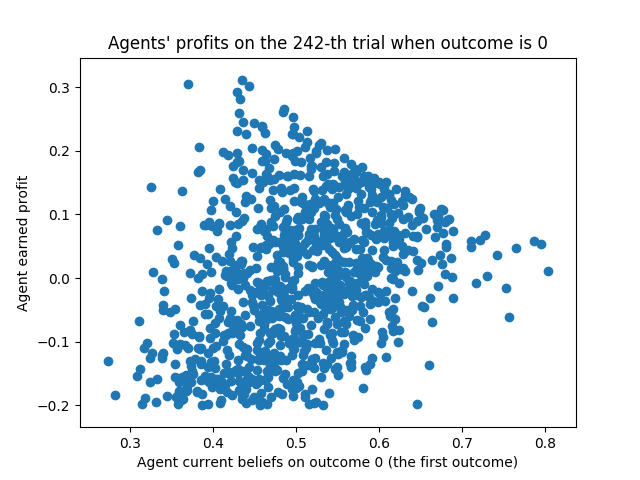 Agents' profits on the 242-th trial when outcome is 0
0.3
0.2
0.1
0.0
−0.1
−0.2
Agent earned profit
0.3 0.4 0.5 0.6 0.7 0.8
Agent current beliefs on outcome 0 (the first outcome)